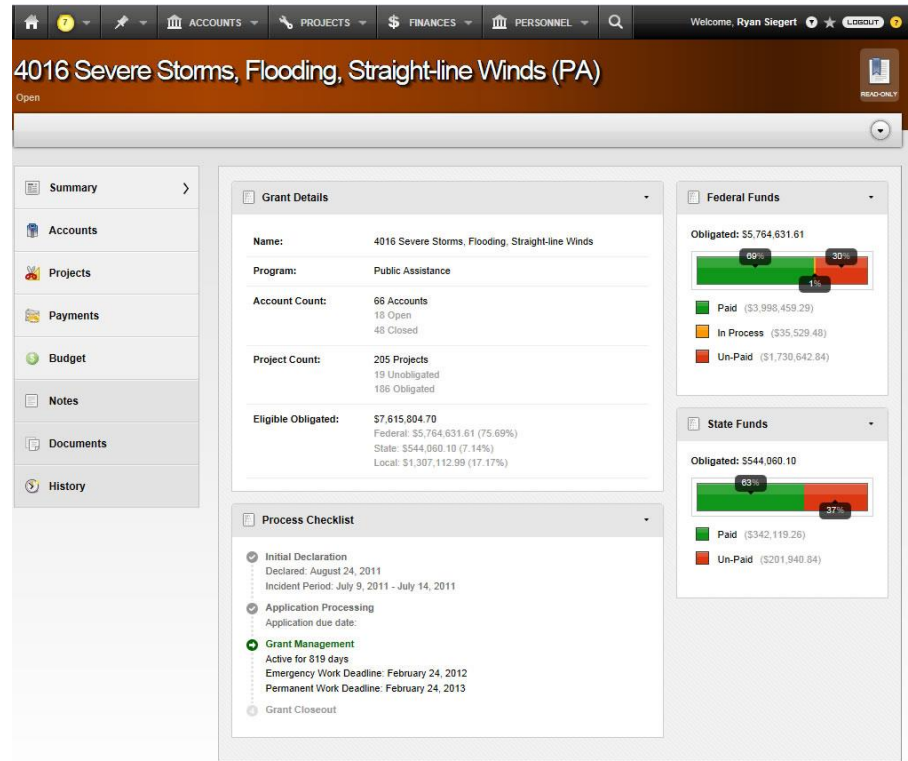 7
ACCOUNTS
PROJECTS
$ FINANCES
PERSONNEL
Welcome, Ryan Siegert
LOGOUT
?
4016 Severe Storms, Flooding, Straight-line Winds (PA)
Open
READ-ONLY
Summary
Accounts
Projects
Payments
Budget
Notes
Documents
History
Grant Details
Name: 4016 Severe Storms, Flooding, Straight-line Winds
Program: Public Assistance
Account Count: 66 Accounts
18 Open
48 Closed
Project Count: 205 Projects
19 Unobligated
186 Obligated
Eligible Obligated: $7,615,804.70
Federal: $5,764,631.61 (75.69%)
State: $544,060.10 (7.14%)
Local: $1,307,112.99 (17.17%)
Process Checklist
Initial Declaration
Declared: August 24, 2011
Incident Period: July 9, 2011 - July 14, 2011
Application Processing
Application due date:
Grant Management
Active for 819 days
Emergency Work Deadline: February 24, 2012
Permanent Work Deadline: February 24, 2013
4 Grant Closeout
Federal Funds
Obligated: $5,764,631.61
69% 30%
1%
Paid ($3,998,459.29)
In Process ($35,529.48)
Un-Paid ($1,730,642.84)
State Funds
Obligated: $544,060.10
63%
37%
Paid ($342,119.26)
Un-Paid ($201,940.84)